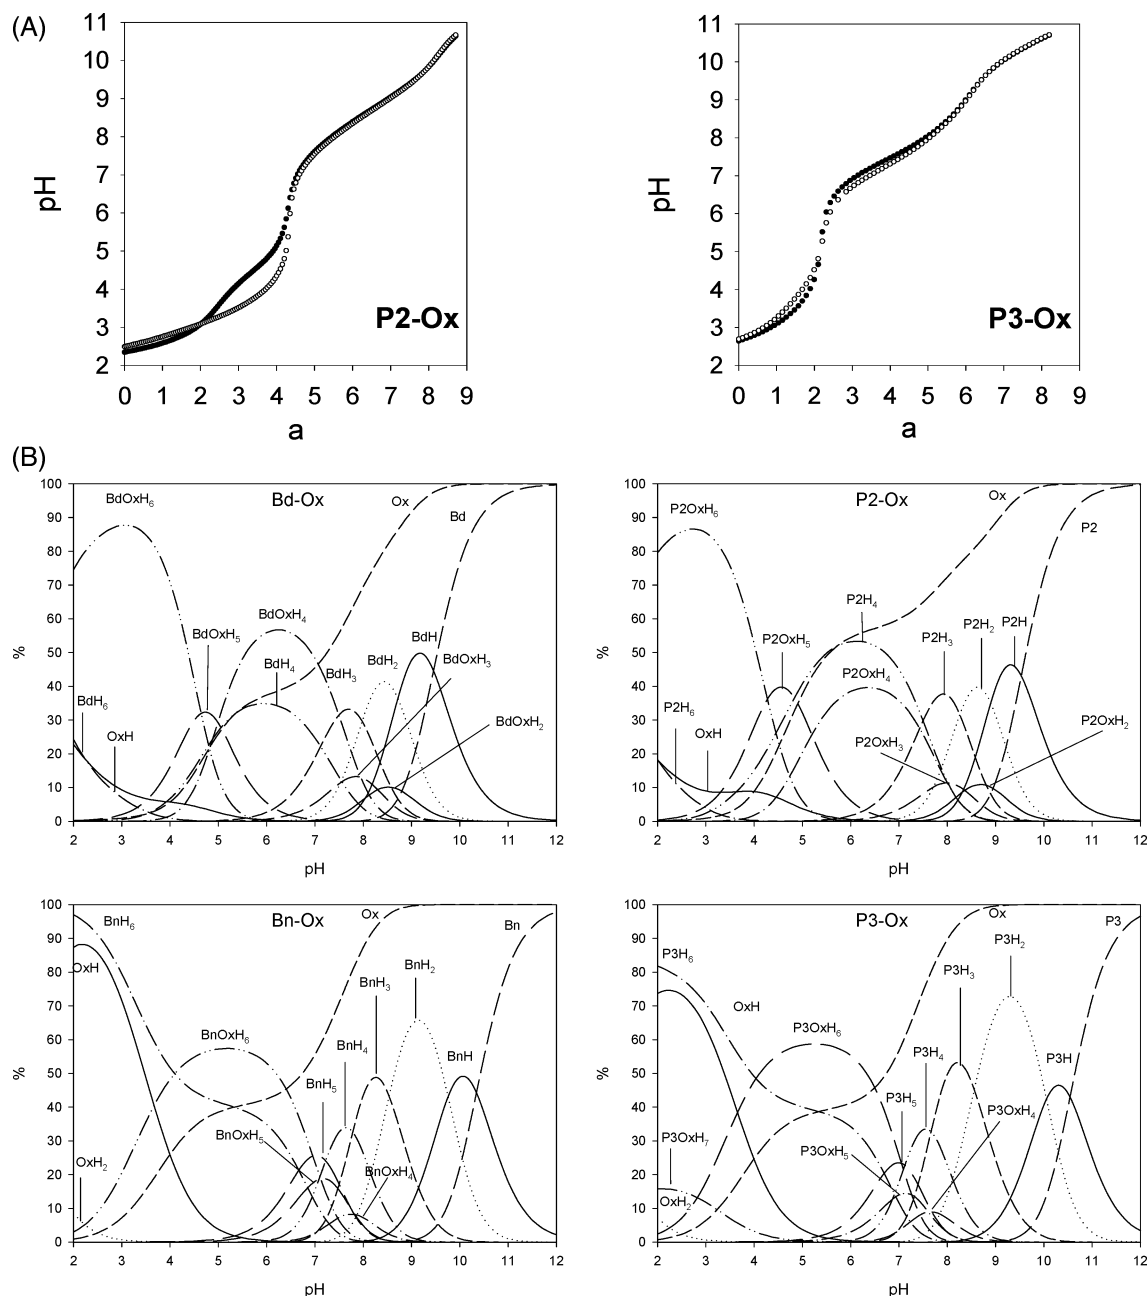 (A)
11
10
9
8
7
6
5
4
3
2
pH
P2-Ox
0 1 2 3 4 5 6 7 8 9
a
11
10
9
8
7
6
5
4
3
2
pH
P3-Ox
0 1 2 3 4 5 6 7 8 9
a
(B)
100
90
80
70
60
50
40
30
20
10
0
%
Bd-Ox
BdOxH6
Ox
Bd
BdOxH5
BdOxH4
BdH4
BdH3
BdH2
BdH
BdOxH3
BdH6
OxH
BdOxH2
2 3 4 5 6 7 8 9 10 11 12
pH
100
90
80
70
60
50
40
30
20
10
0
%
P2-Ox
P2OxH6
Ox
P2
P2H4
P2OxH5
P2H3
P2H2
P2H
P2OxH4
P2H6
OxH
P2OxH3
P2OxH2
2 3 4 5 6 7 8 9 10 11 12
pH
100
90
80
70
60
50
40
30
20
10
0
%
Bn-Ox
BnH6
Ox
Bn
OxH
BnH2
BnH3
BnOxH6
BnH4
BnH
BnH5
BnOxH5
OxH2
BnOxH4
2 3 4 5 6 7 8 9 10 11 12
pH
100
90
80
70
60
50
40
30
20
10
0
%
P3-Ox
Ox
P3
P3H6
P3H2
P3H3
OxH
P3OxH6
P3H4
P3H
P3H5
P3OxH4
P3OxH7
P3OxH5
OxH2
2 3 4 5 6 7 8 9 10 11 12
pH